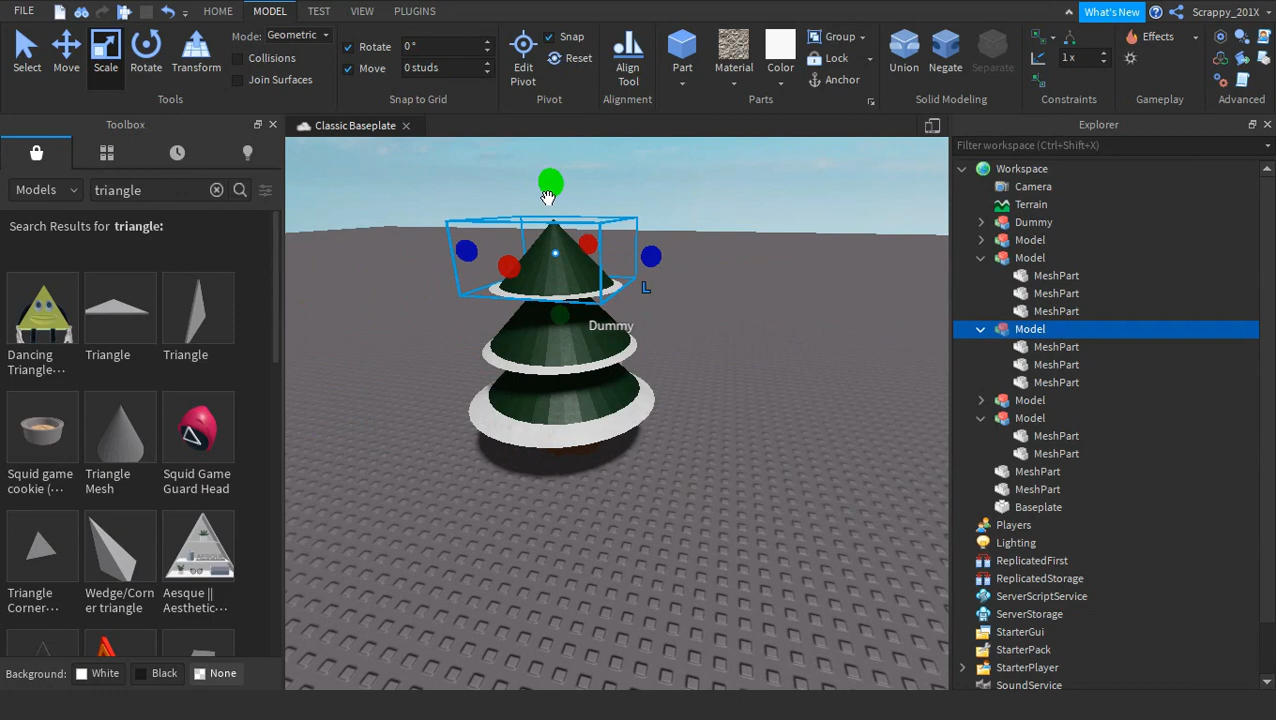 FILE HOME MODEL TEST VIEW PLUGINS What's New Scrappy_201X
Select Move Scale Rotate Transform
Mode: Geometric
Collisions
Join Surfaces
Tools
Rotate 0 °
Move 0 studs
Snap to Grid
Edit Pivot
Snap
Reset
Pivot
Align Tool
Alignment
Part Material Color
Group
Lock
Anchor
Parts
Union Negate Separate
Solid Modeling
1 x
Constraints
Effects
Gameplay
Advanced
Toolbox
Classic Baseplate
Explorer
Filter workspace (Ctrl+Shift+X)
Models triangle
Search Results for triangle:
Dancing Triangle…
Triangle
Triangle
Squid game cookie (…
Triangle Mesh
Squid Game Guard Head
Triangle Corner…
Wedge/Corner triangle
Aesque || Aesthetic…
AESQUE
Background: White Black None
L
Dummy
Workspace
Camera
Terrain
Dummy
Model
Model
MeshPart
MeshPart
MeshPart
Model
MeshPart
MeshPart
MeshPart
Model
Model
MeshPart
MeshPart
MeshPart
MeshPart
Baseplate
Players
Lighting
ReplicatedFirst
ReplicatedStorage
ServerScriptService
ServerStorage
StarterGui
StarterPack
StarterPlayer
SoundService